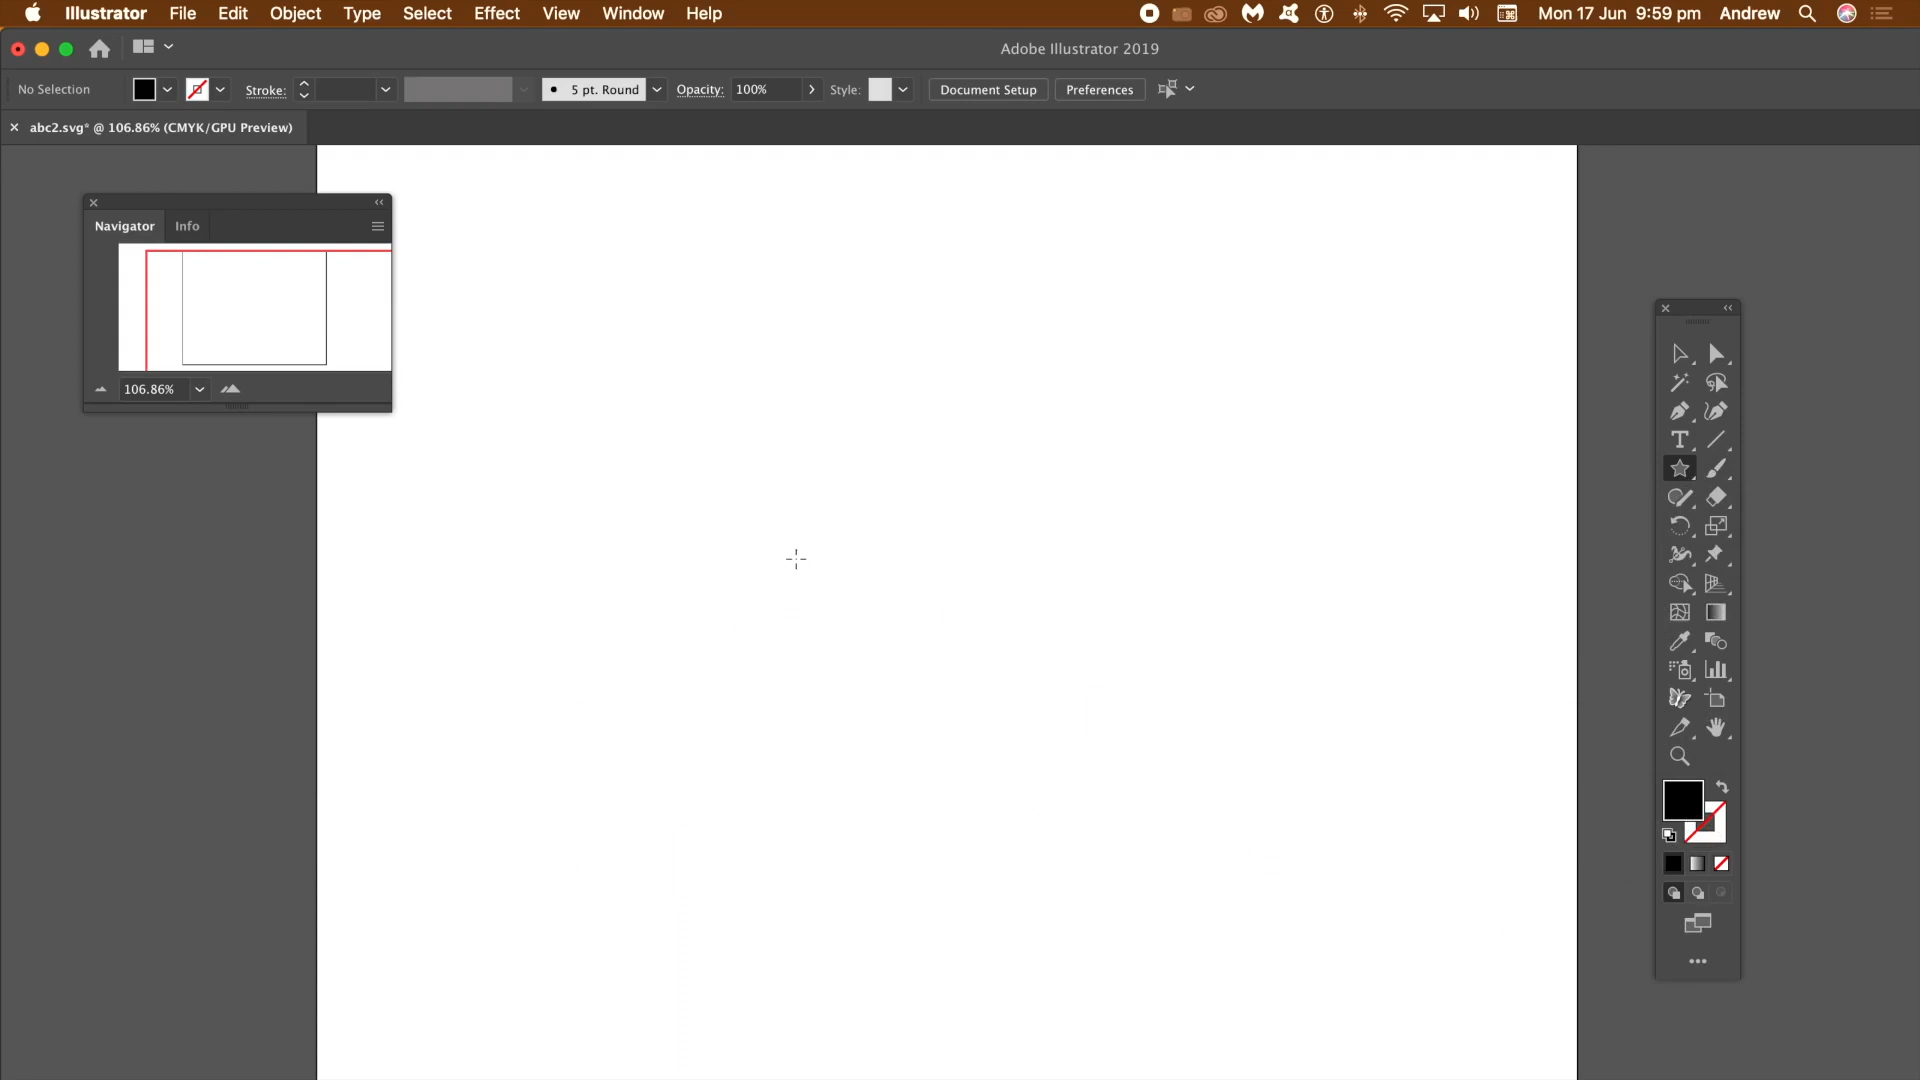 Illustrator File Edit Object Type Select Effect View Window Help Mon 17 Jun 9:59 pm Andrew
Adobe Illustrator 2019
No Selection Stroke: 5 pt. Round Opacity: 100% Style: Document Setup Preferences
abc2.svg* @ 106.86% (CMYK/GPU Preview)
Navigator Info
106.86%